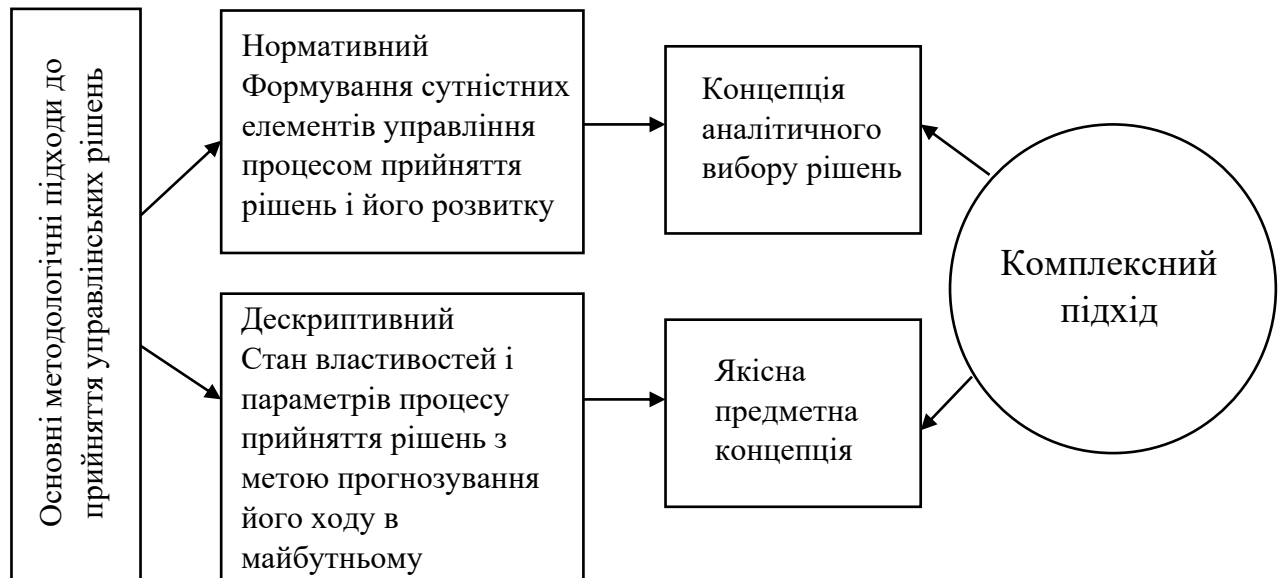 Основні методологічні підходи до
прийняття управлінських рішень
Нормативний
Формування сутністних
елементів управління
процесом прийняття
рішень і його розвитку
Концепція
аналітичного
вибору рішень
Дескриптивний
Стан властивостей і
параметрів процесу
прийняття рішень з
метою прогнозування
його ходу в
майбутньому
Якісна
предметна
концепція
Комплексний
підхід